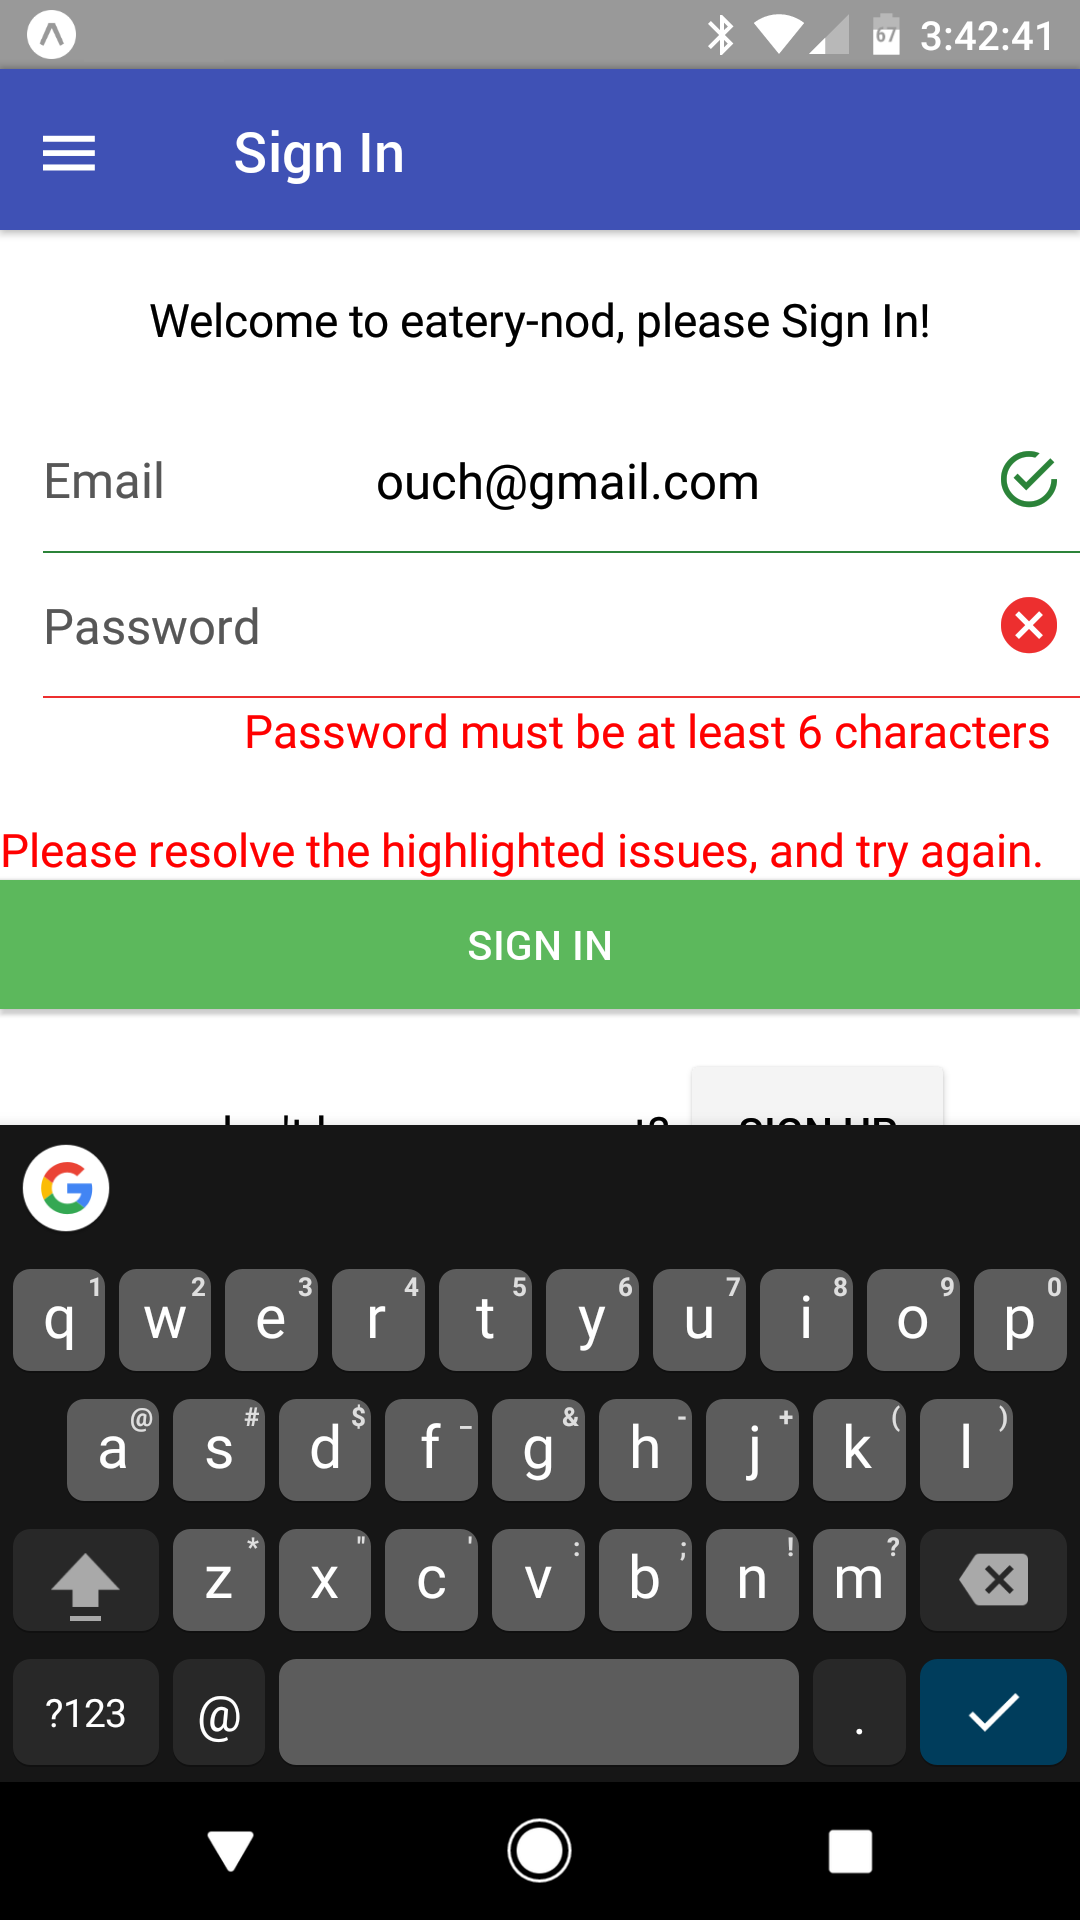 67 3:42:41
Sign In
Welcome to eatery-nod, please Sign In!
Email ouch@gmail.com
Password
Password must be at least 6 characters
Please resolve the highlighted issues, and try again.
SIGN IN
SIGN UP
G
1 2 3 4 5 6 7 8 9 0
q w e r t y u i o p
@ # $ _ & - + ( )
a s d f g h j k l
* " ' : ; ! ?
z x c v b n m
?123 @ .